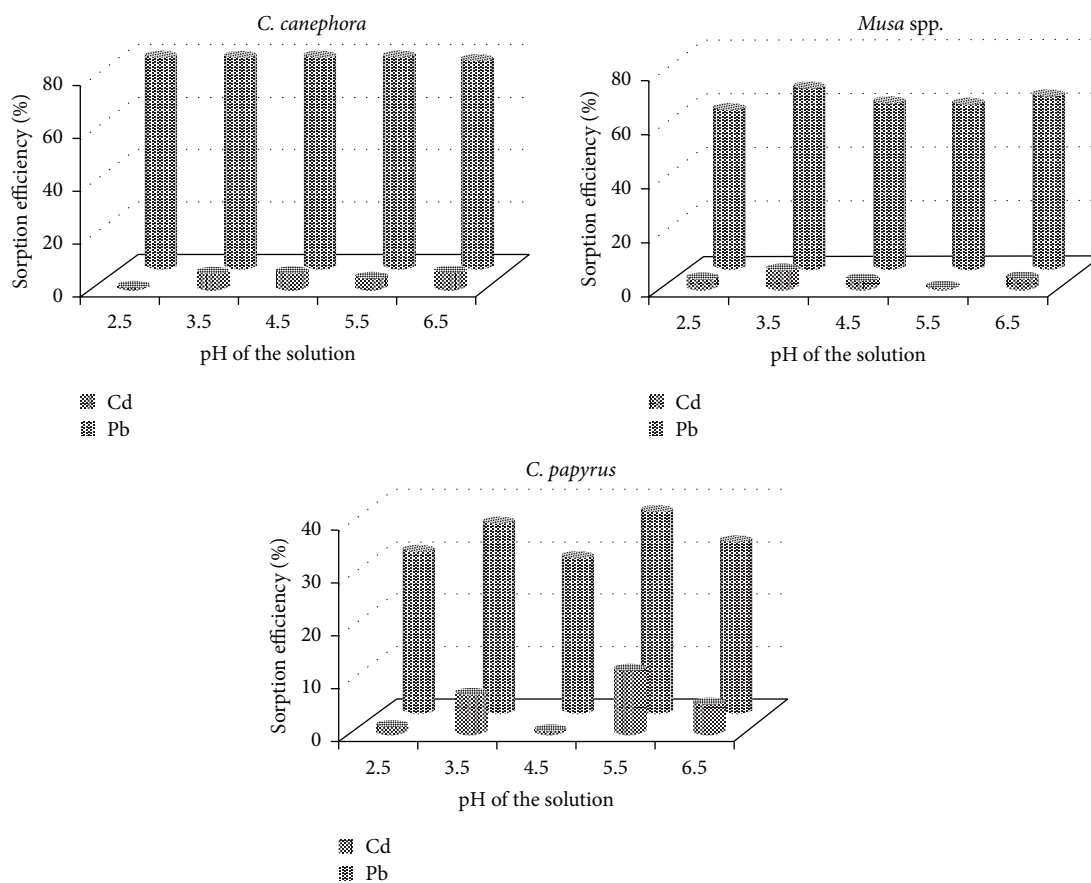 C. canephora
Sorption efficiency (%)
80
60
40
20
0
2.5 3.5 4.5 5.5 6.5
pH of the solution
Cd
Pb
Musa spp.
Sorption efficiency (%)
80
60
40
20
0
2.5 3.5 4.5 5.5 6.5
pH of the solution
Cd
Pb
C. papyrus
Sorption efficiency (%)
40
30
20
10
0
2.5 3.5 4.5 5.5 6.5
pH of the solution
Cd
Pb